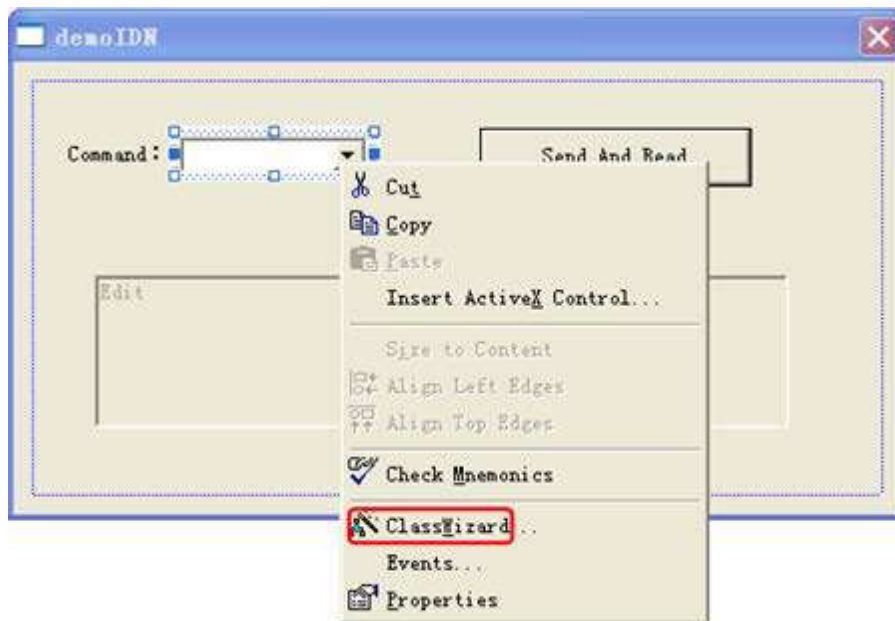 demoIDN
Command:
Send And Read
Cut
Copy
Paste
Insert ActiveX Control...
Edit
Size to Content
Align Left Edges
Align Top Edges
Check Mnemonics
ClassWizard...
Events...
Properties